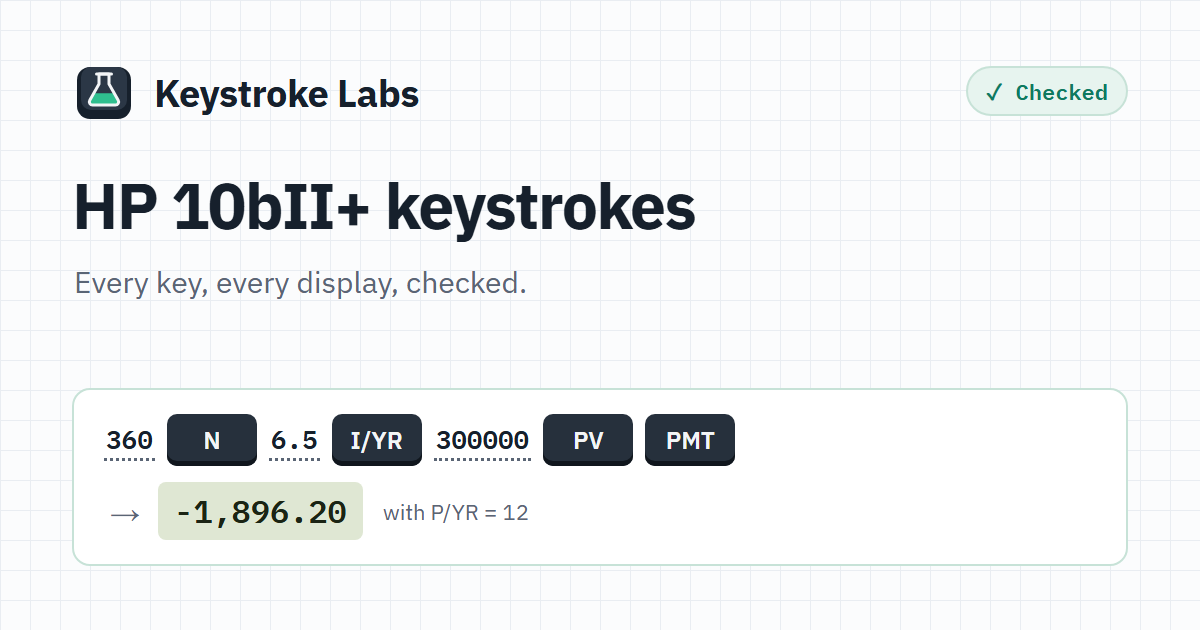 Keystroke Labs
✓ Checked
HP 10bII+ keystrokes
Every key, every display, checked.
360 N 6.5 I/YR 300000 PV PMT
→ -1,896.20 with P/YR = 12